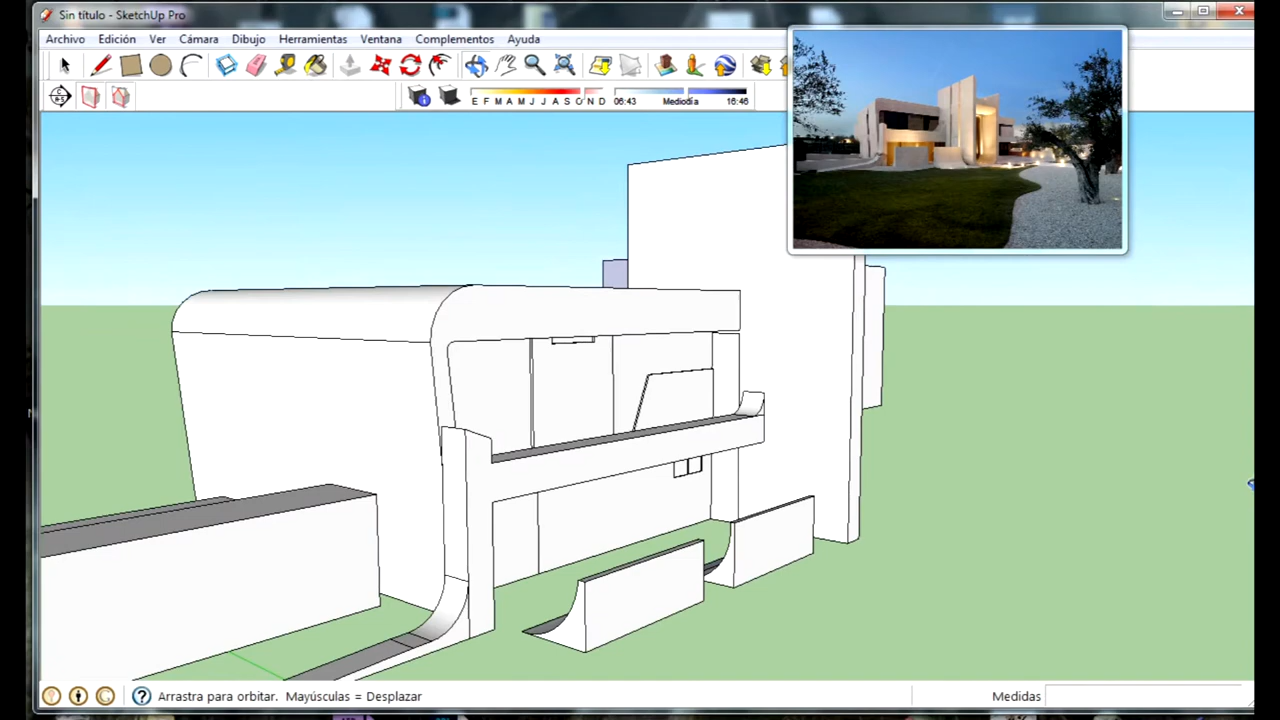 Sin título - SketchUp Pro
Archivo Edición Ver Cámara Dibujo Herramientas Ventana Complementos Ayuda
E F M A M J J A S O N D 06:43 Mediodía 16:46
Arrastra para orbitar. Mayúsculas = Desplazar Medidas